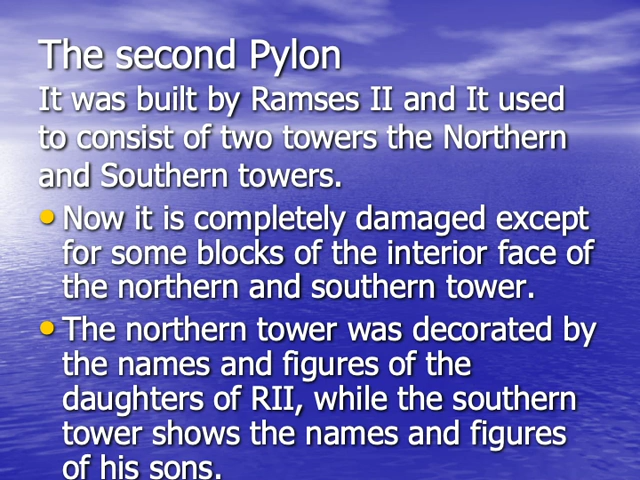 The second Pylon
It was built by Ramses II and It used
to consist of two towers the Northern
and Southern towers.
• Now it is completely damaged except
for some blocks of the interior face of
the northern and southern tower.
• The northern tower was decorated by
the names and figures of the
daughters of RII, while the southern
tower shows the names and figures
of his sons.